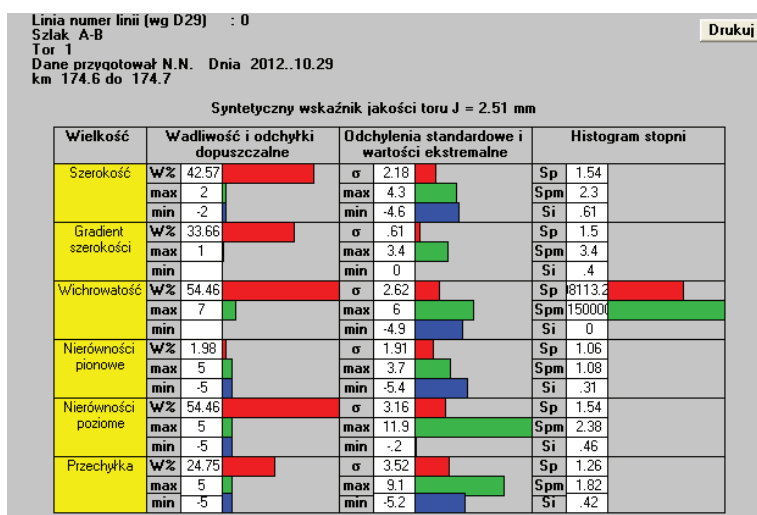 Linia numer linii (wg D29) : 0
Szlak A-B
Tor 1
Dane przygotował N.N. Dnia 2012..10.29
km 174.6 do 174.7
Drukuj
Syntetyczny wskaźnik jakości toru J = 2.51 mm
Wielkość Wadliwość i odchyłki dopuszczalne Odchylenia standardowe i wartości ekstremalne Histogram stopni
Szerokość W% 42.57 σ 2.18 Sp 1.54
max 2 max 4.3 Spm 2.3
min -2 min -4.6 Si .61
Gradient szerokości W% 33.66 σ .61 Sp 1.5
max 1 max 3.4 Spm 3.4
min min 0 Si .4
Wichrowatość W% 54.46 σ 2.62 Sp 8113.2
max 7 max 6 Spm 15000
min min -4.9 Si 0
Nierówności pionowe W% 1.98 σ 1.91 Sp 1.06
max 5 max 3.7 Spm 1.08
min -5 min -5.4 Si .31
Nierówności poziome W% 54.46 σ 3.16 Sp 1.54
max 5 max 11.9 Spm 2.38
min -5 min -.2 Si .46
Przechyłka W% 24.75 σ 3.52 Sp 1.26
max 5 max 9.1 Spm 1.82
min -5 min -5.2 Si .42